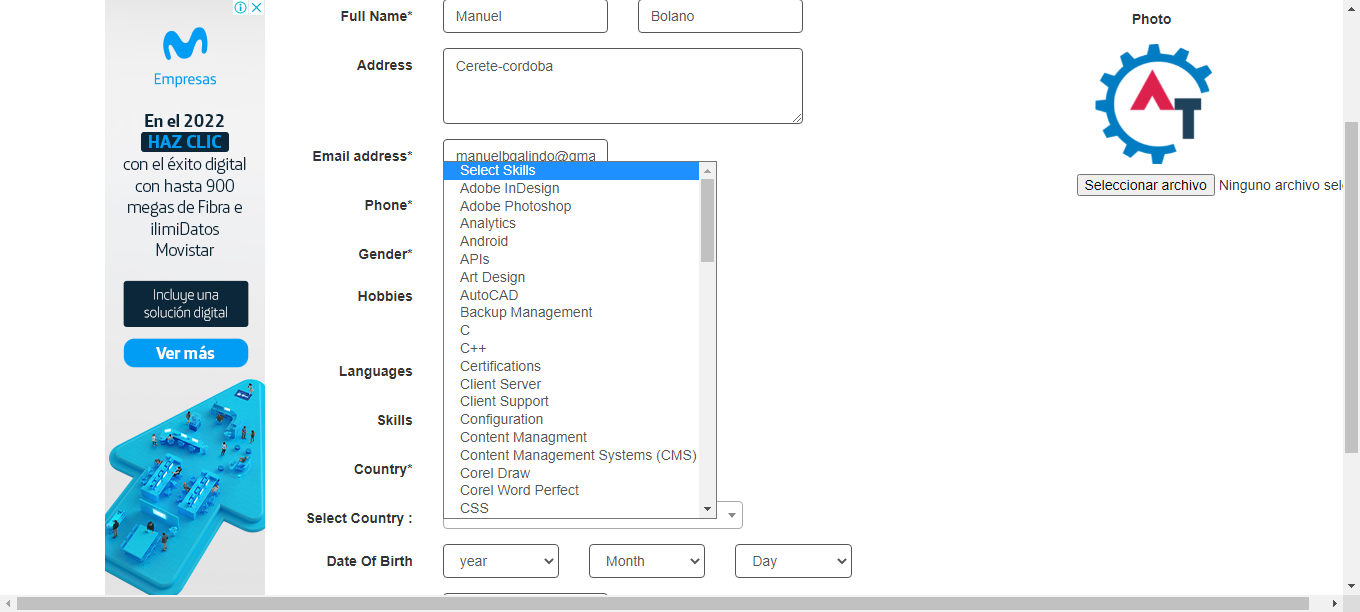 Empresas
En el 2022
HAZ CLIC
con el éxito digital
con hasta 900
megas de Fibra e
ilimiDatos
Movistar
Incluye una
solución digital
Ver más
Full Name*
Manuel
Bolano
Address
Cerete-cordoba
Email address*
manuelbgalindo@gma
Phone*
Gender*
Hobbies
Languages
Skills
Country*
Select Country :
Select Skills
Adobe InDesign
Adobe Photoshop
Analytics
Android
APIs
Art Design
AutoCAD
Backup Management
C
C++
Certifications
Client Server
Client Support
Configuration
Content Managment
Content Management Systems (CMS)
Corel Draw
Corel Word Perfect
CSS
Date Of Birth
year
Month
Day
Photo
AT
Seleccionar archivo
Ninguno archivo sel